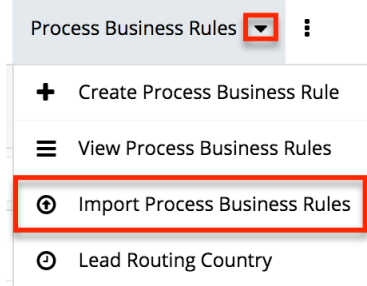 Process Business Rules
Create Process Business Rule
View Process Business Rules
Import Process Business Rules
Lead Routing Country